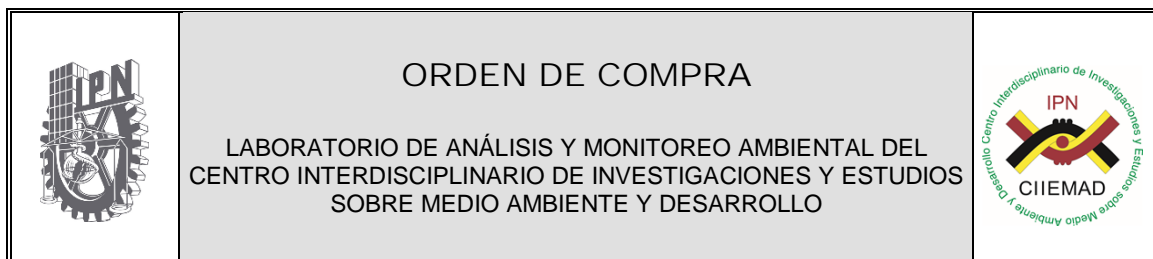 IPN
ORDEN DE COMPRA
LABORATORIO DE ANÁLISIS Y MONITOREO AMBIENTAL DEL
CENTRO INTERDISCIPLINARIO DE INVESTIGACIONES Y ESTUDIOS
SOBRE MEDIO AMBIENTE Y DESARROLLO
Centro Interdisciplinario de Investigaciones y Estudios sobre Medio Ambiente y Desarrollo
IPN
CIIEMAD